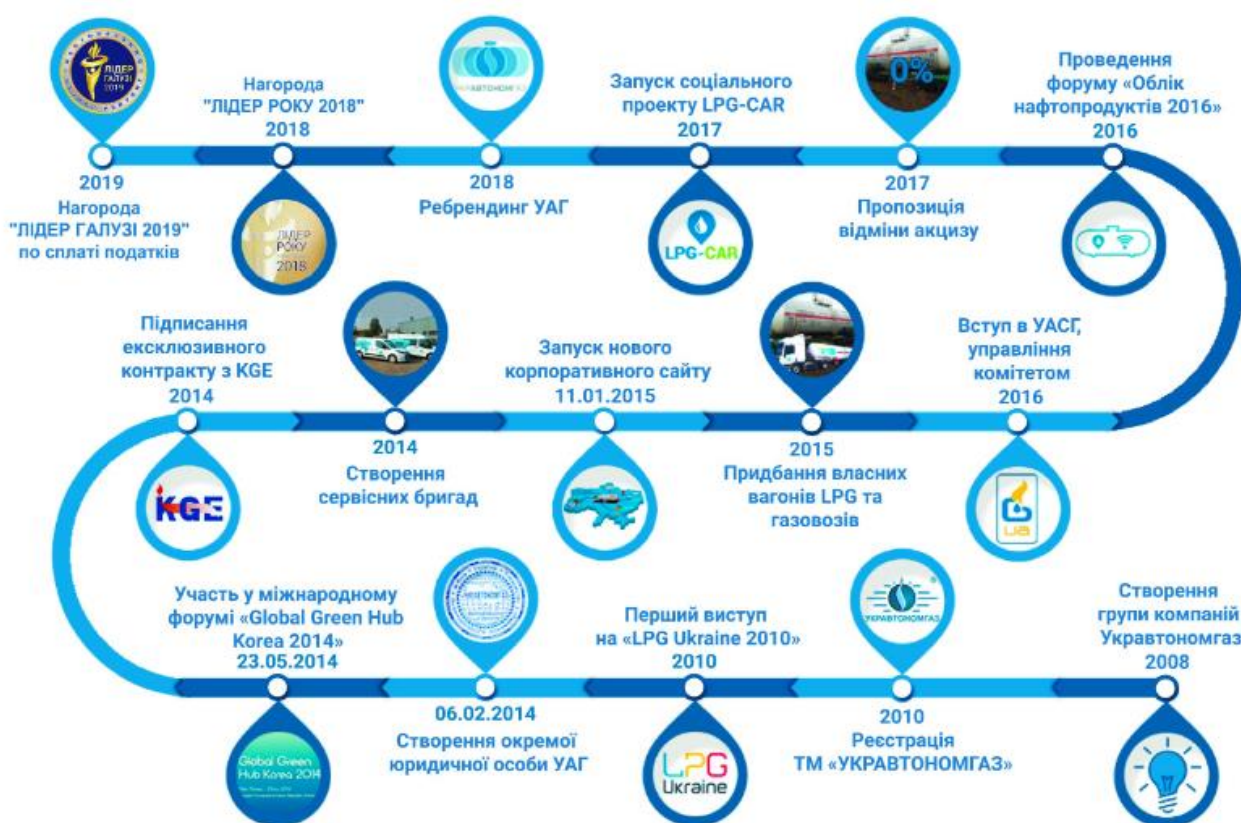 ЛІДЕР
ГАЛУЗІ
2019
2019
Нагорода
"ЛІДЕР ГАЛУЗІ 2019"
по сплаті податків
Нагорода
"ЛІДЕР РОКУ 2018"
2018
ЛІДЕР
РОКУ
2018
УКРАВТОНОМГАЗ
2018
Ребрендинг УАГ
Запуск соціального
проекту LPG-CAR
2017
LPG-CAR
0%
2017
Пропозиція
відміни акцизу
Проведення
форуму «Облік
нафтопродуктів 2016»
2016
Підписання
ексклюзивного
контракту з KGE
2014
KGE
2014
Створення
сервісних бригад
Запуск нового
корпоративного сайту
11.01.2015
2015
Придбання власних
вагонів LPG та
газовозів
Вступ в УАСГ,
управління
комітетом
2016
ua
Участь у міжнародному
форумі «Global Green Hub
Korea 2014»
23.05.2014
Global Green
Hub Korea 2014
06.02.2014
Створення окремої
юридичної особи УАГ
Перший виступ
на «LPG Ukraine 2010»
2010
LPG
Ukraine
УКРАВТОНОМГАЗ
2010
Реєстрація
ТМ «УКРАВТОНОМГАЗ»
Створення
групи компаній
Укравтономгаз
2008